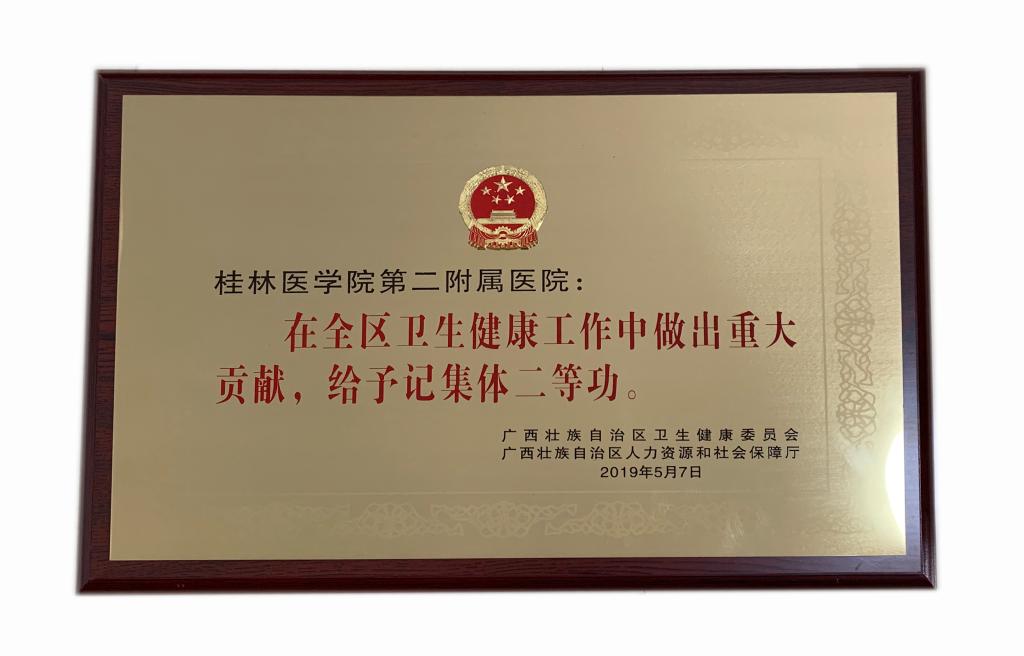 桂林医学院第二附属医院：
在全区卫生健康工作中做出重大
贡献，给予记集体二等功。
广西壮族自治区卫生健康委员会
广西壮族自治区人力资源和社会保障厅
2019年5月7日